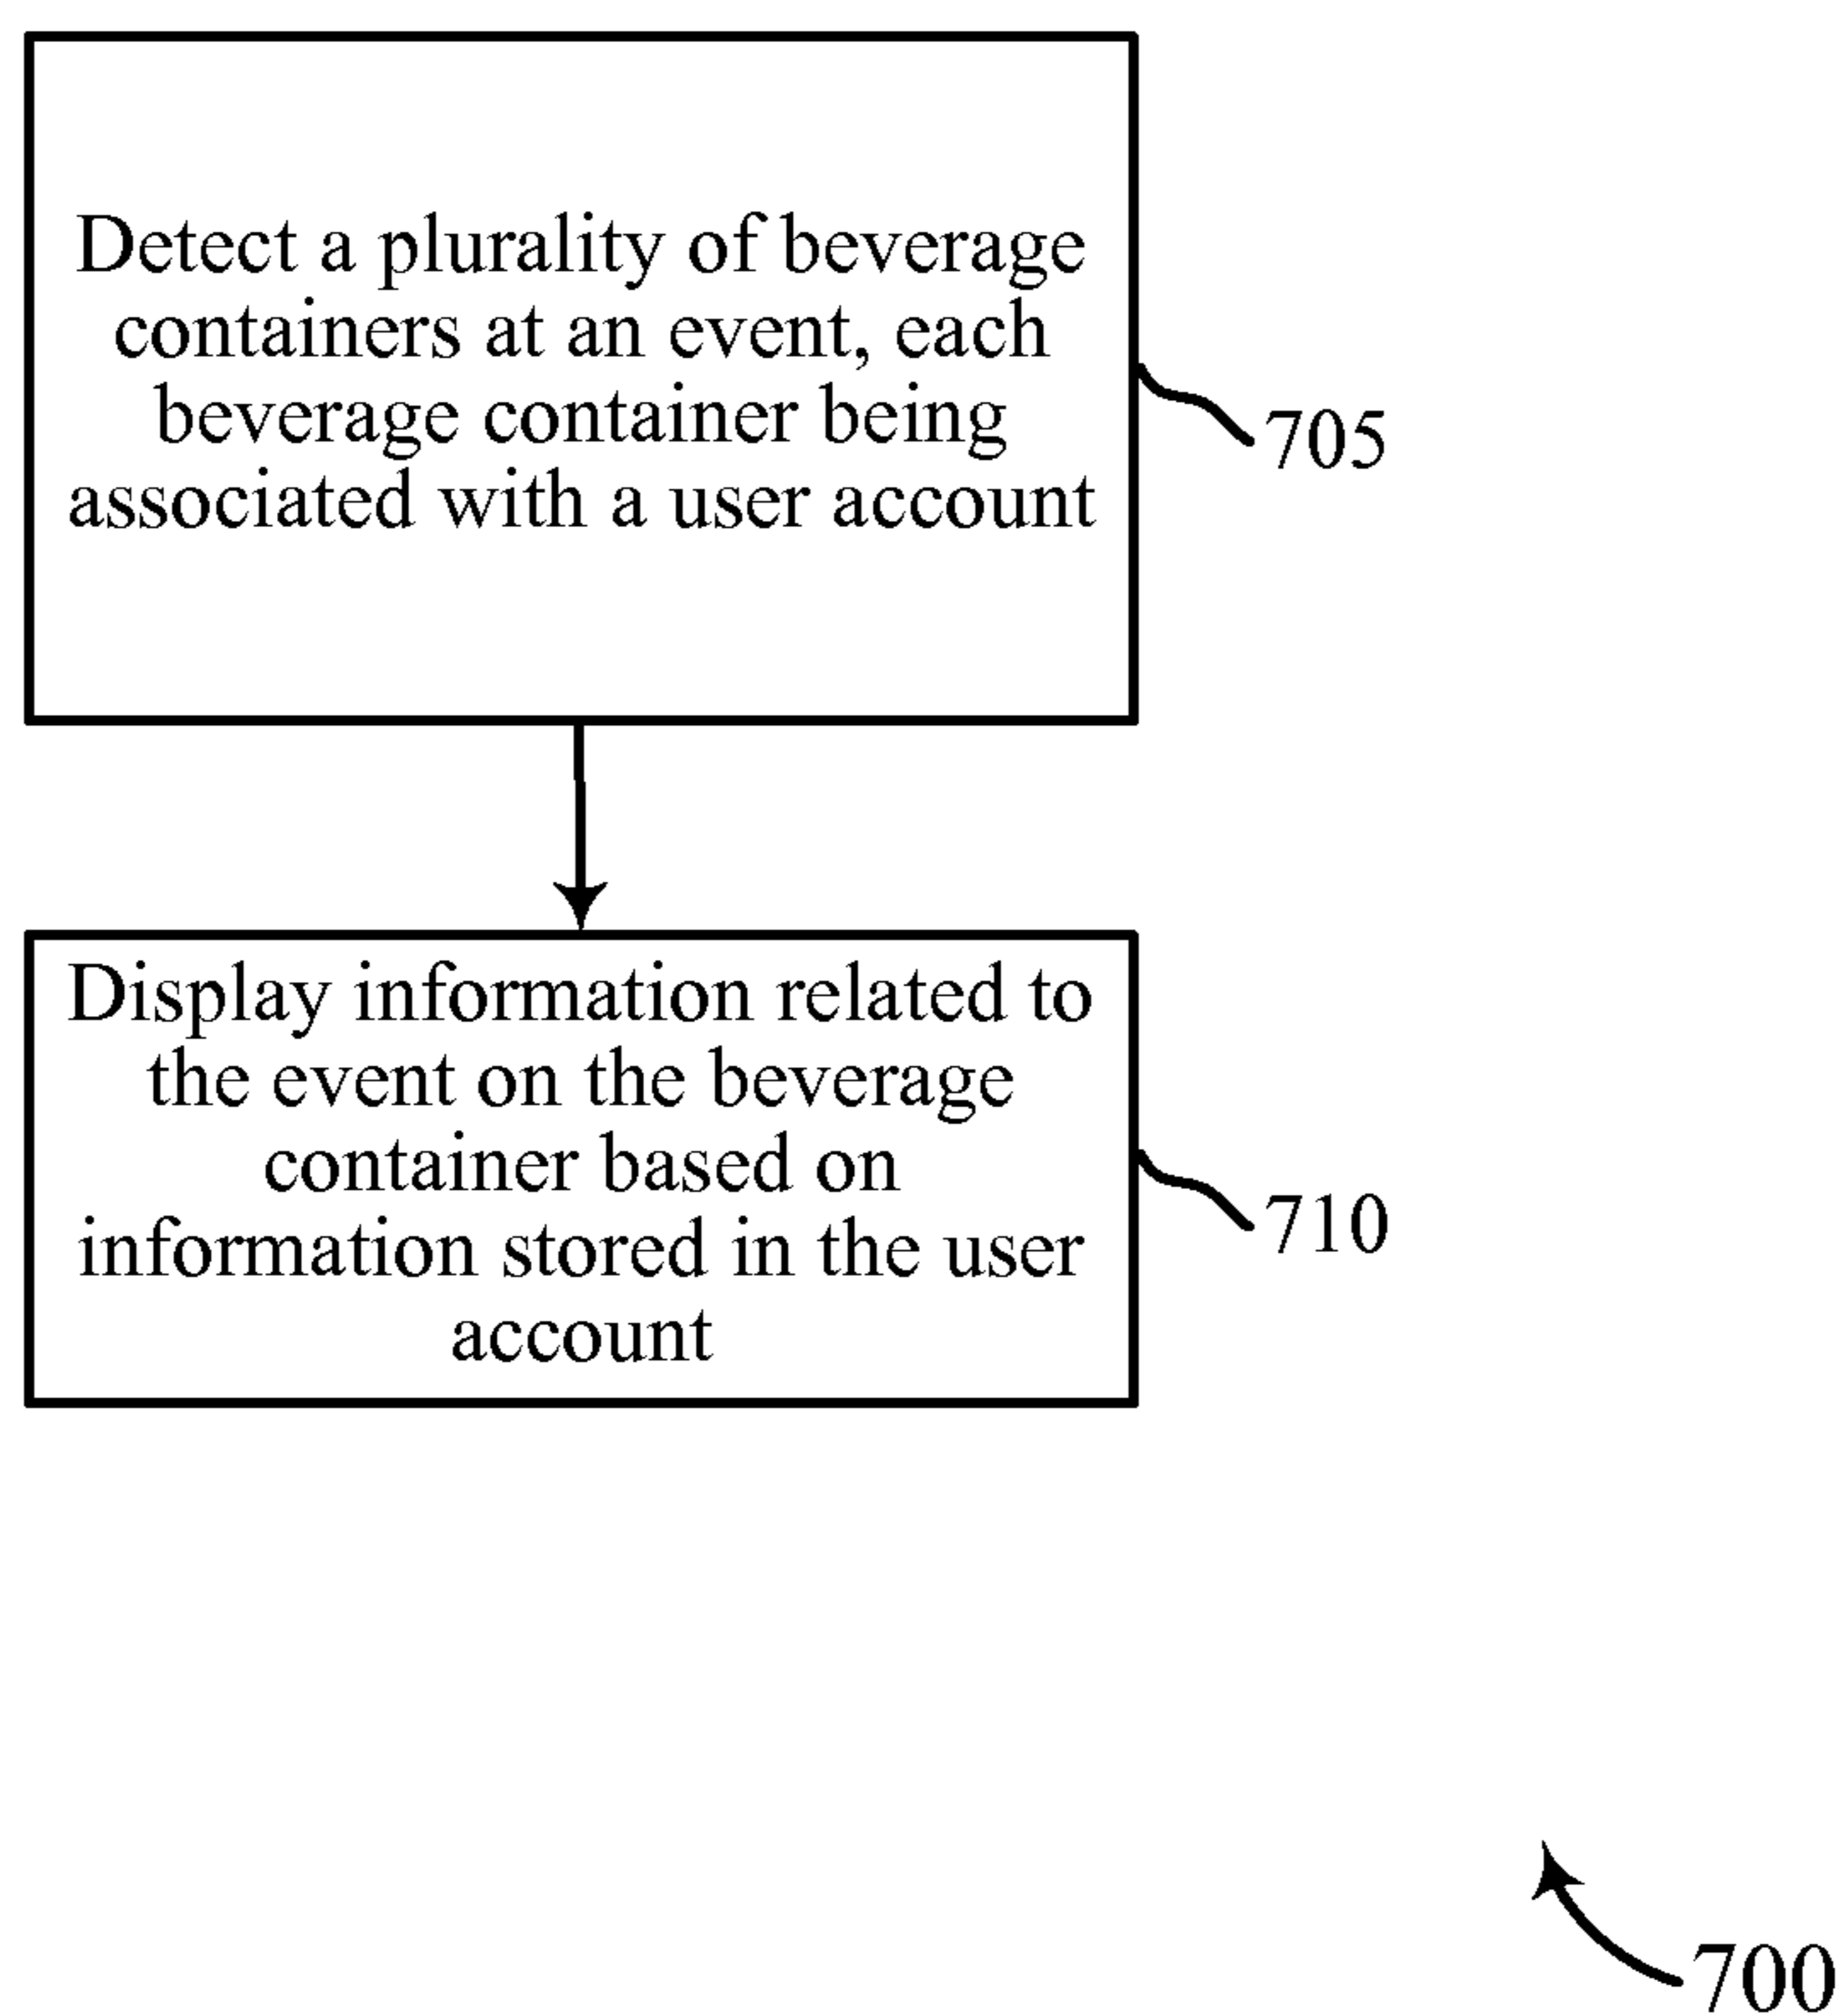 Detect a plurality of beverage
containers at an event, each
beverage container being
associated with a user account
705
Display information related to
the event on the beverage
container based on
information stored in the user
account
710
700